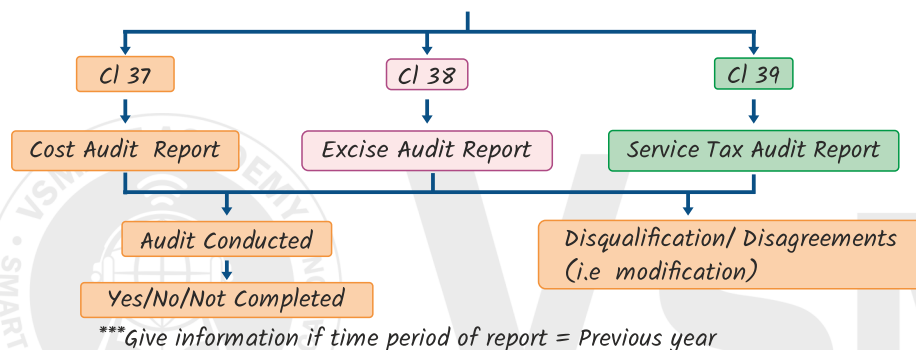 Cl 37
Cl 38
Cl 39
Cost Audit Report
Excise Audit Report
Service Tax Audit Report
Audit Conducted
Disqualification/ Disagreements
(i.e modification)
Yes/No/Not Completed
***Give information if time period of report = Previous year